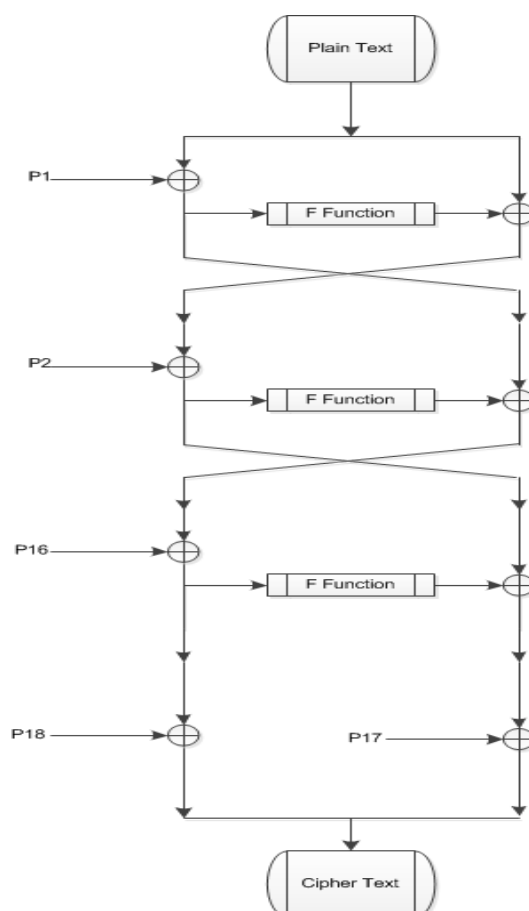 Plain Text
P1
F Function
P2
F Function
P16
F Function
P18
P17
Cipher Text